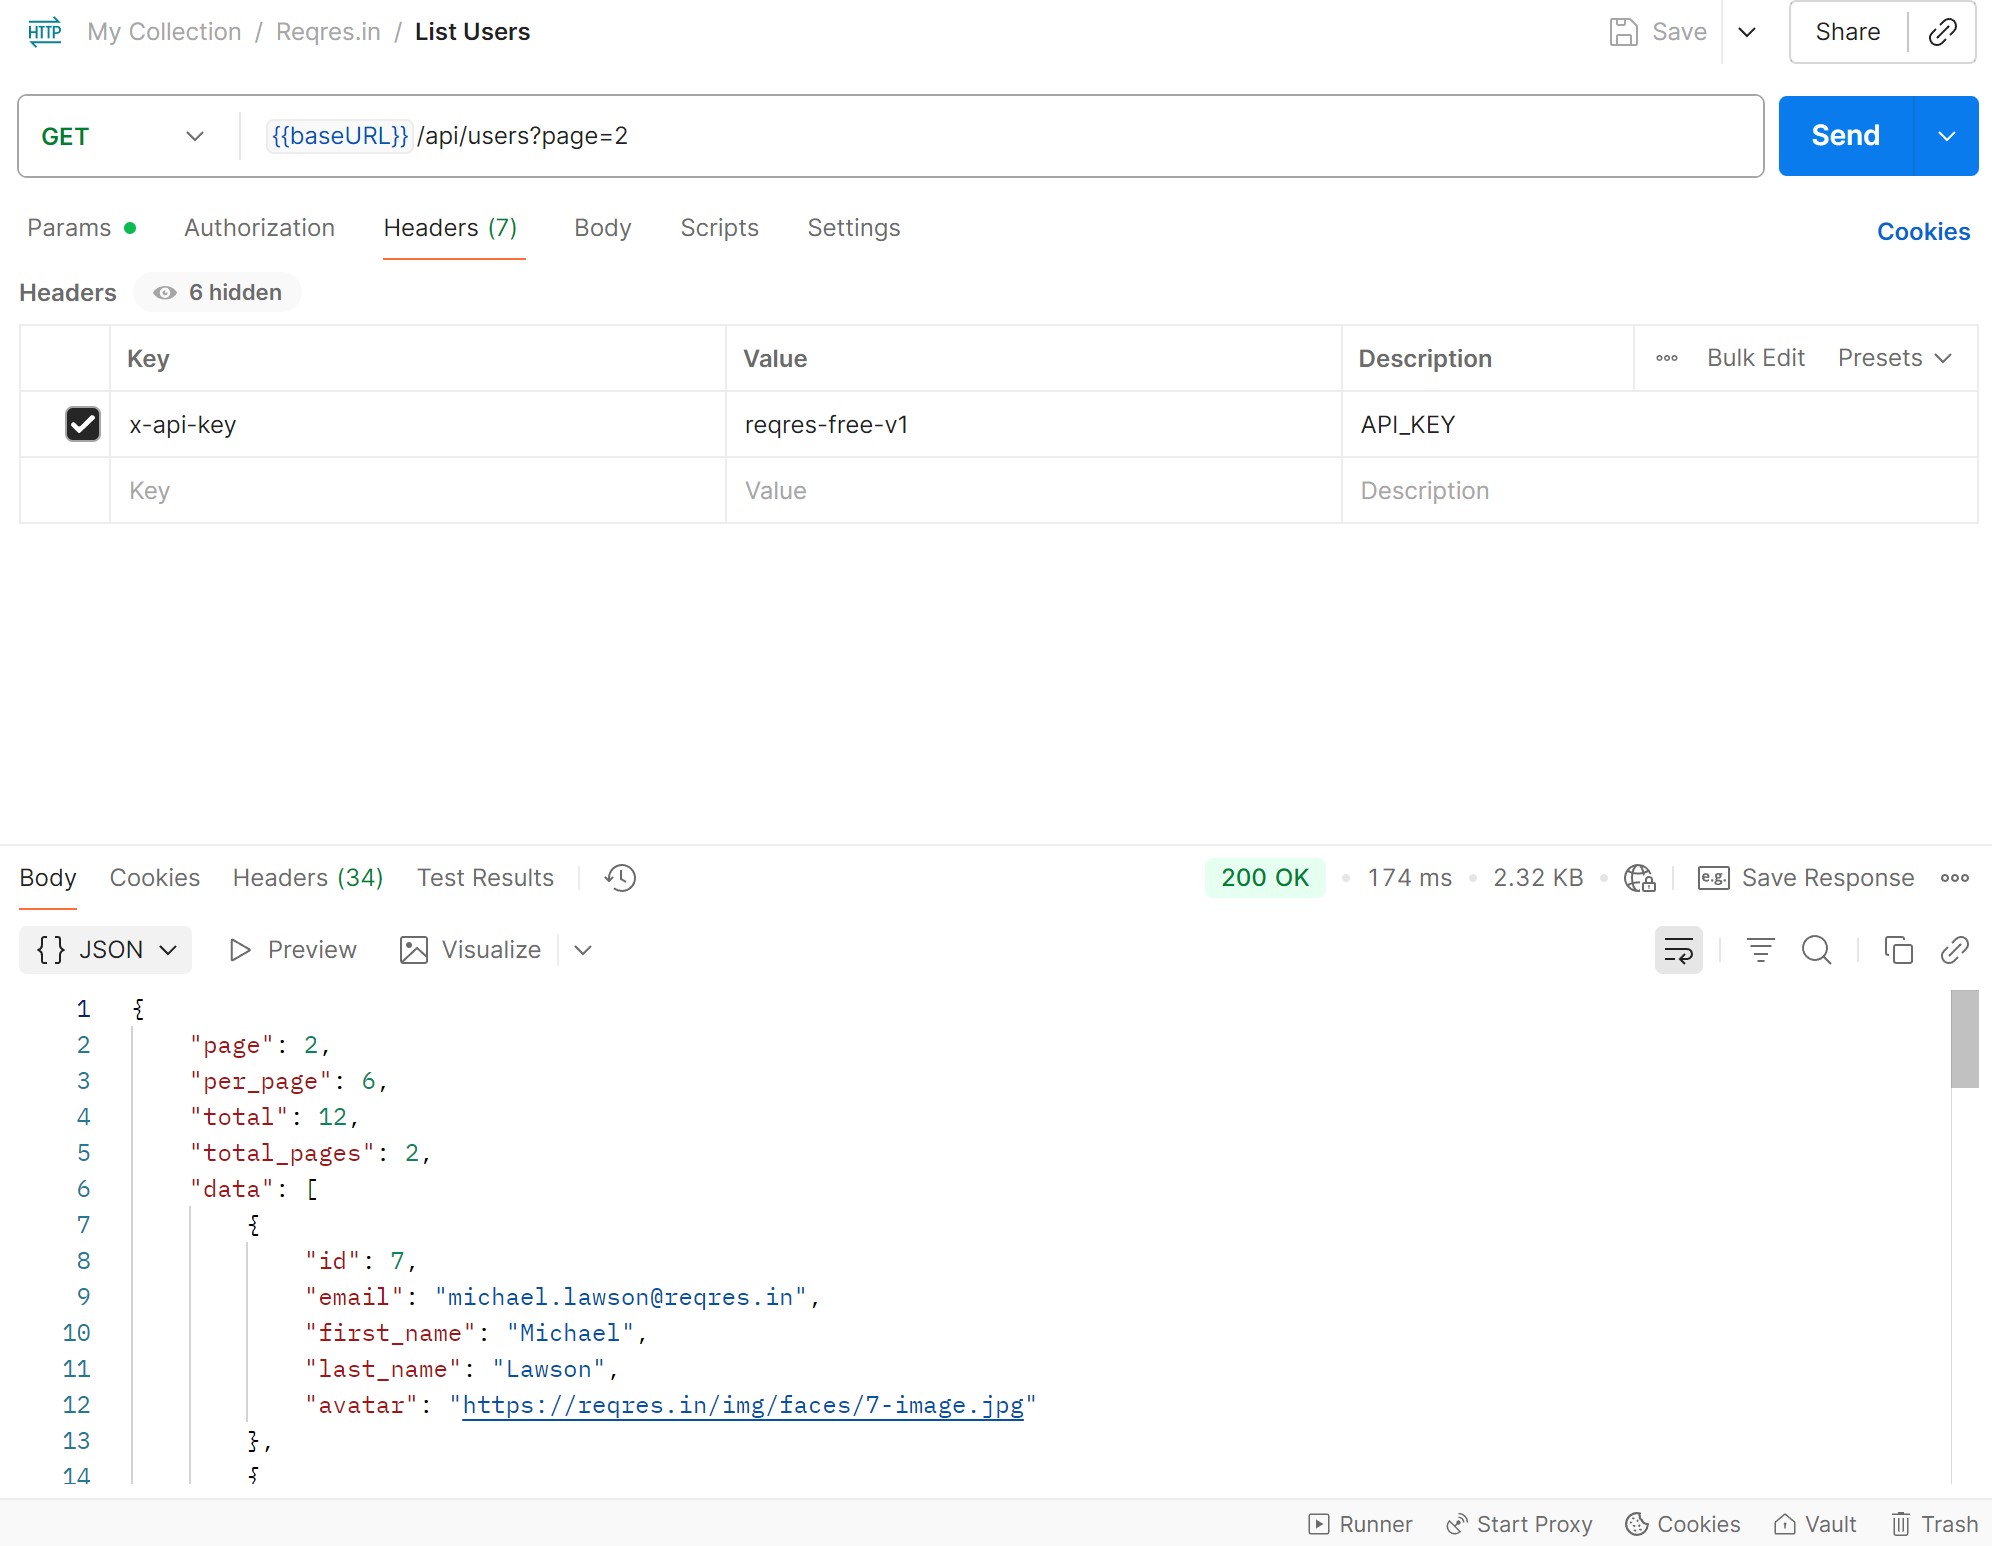 HTTP My Collection / Reqres.in / List Users Save Share
GET {{baseURL}}/api/users?page=2 Send
Params Authorization Headers (7) Body Scripts Settings Cookies
Headers 6 hidden
Key Value Description Bulk Edit Presets
x-api-key reqres-free-v1 API_KEY
Key Value Description
Body Cookies Headers (34) Test Results 200 OK 174 ms 2.32 KB e.g. Save Response
{} JSON Preview Visualize
1 {
2 "page": 2,
3 "per_page": 6,
4 "total": 12,
5 "total_pages": 2,
6 "data": [
7 {
8 "id": 7,
9 "email": "michael.lawson@reqres.in",
10 "first_name": "Michael",
11 "last_name": "Lawson",
12 "avatar": "https://reqres.in/img/faces/7-image.jpg"
13 },
14 {
Runner Start Proxy Cookies Vault Trash